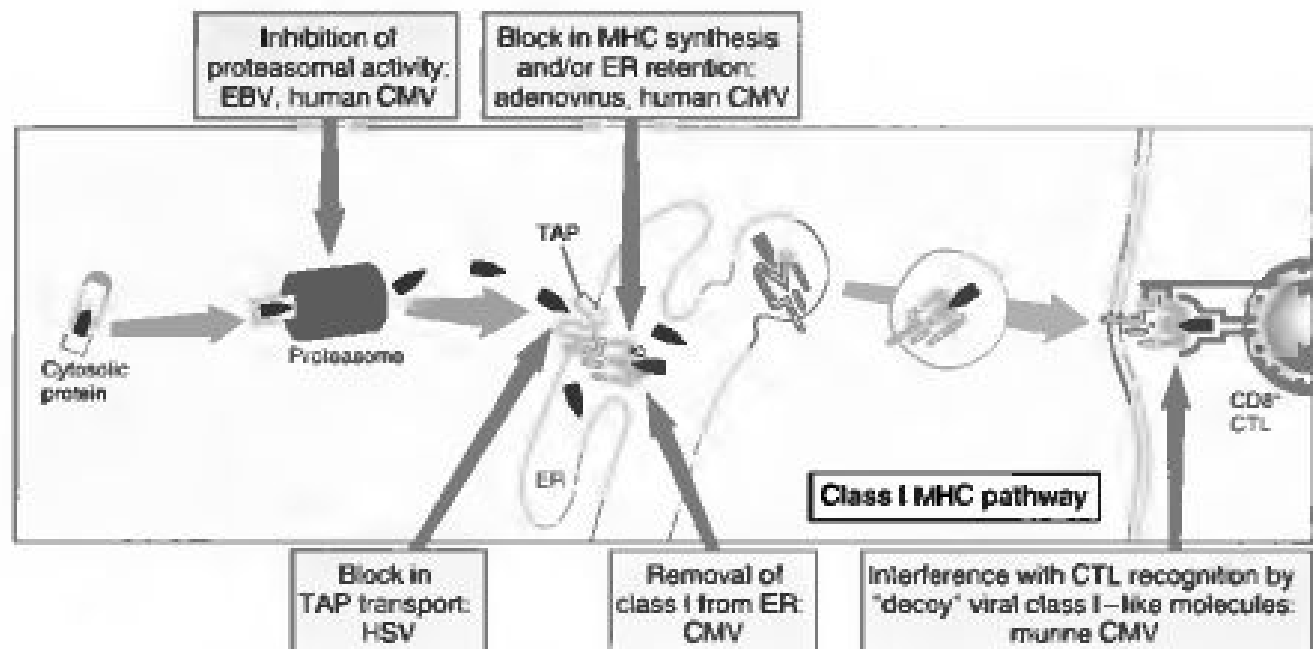 Inhibition of
proteasomal activity:
EBV, human CMV
Block in MHC synthesis
and/or ER retention:
adenovirus, human CMV
TAP
Proteasome
Cytosolic
protein
ER
CD8+
CTL
Class I MHC pathway
Block in
TAP transport:
HSV
Removal of
class I from ER:
CMV
Interference with CTL recognition by
"decoy" viral class I–like molecules:
murine CMV